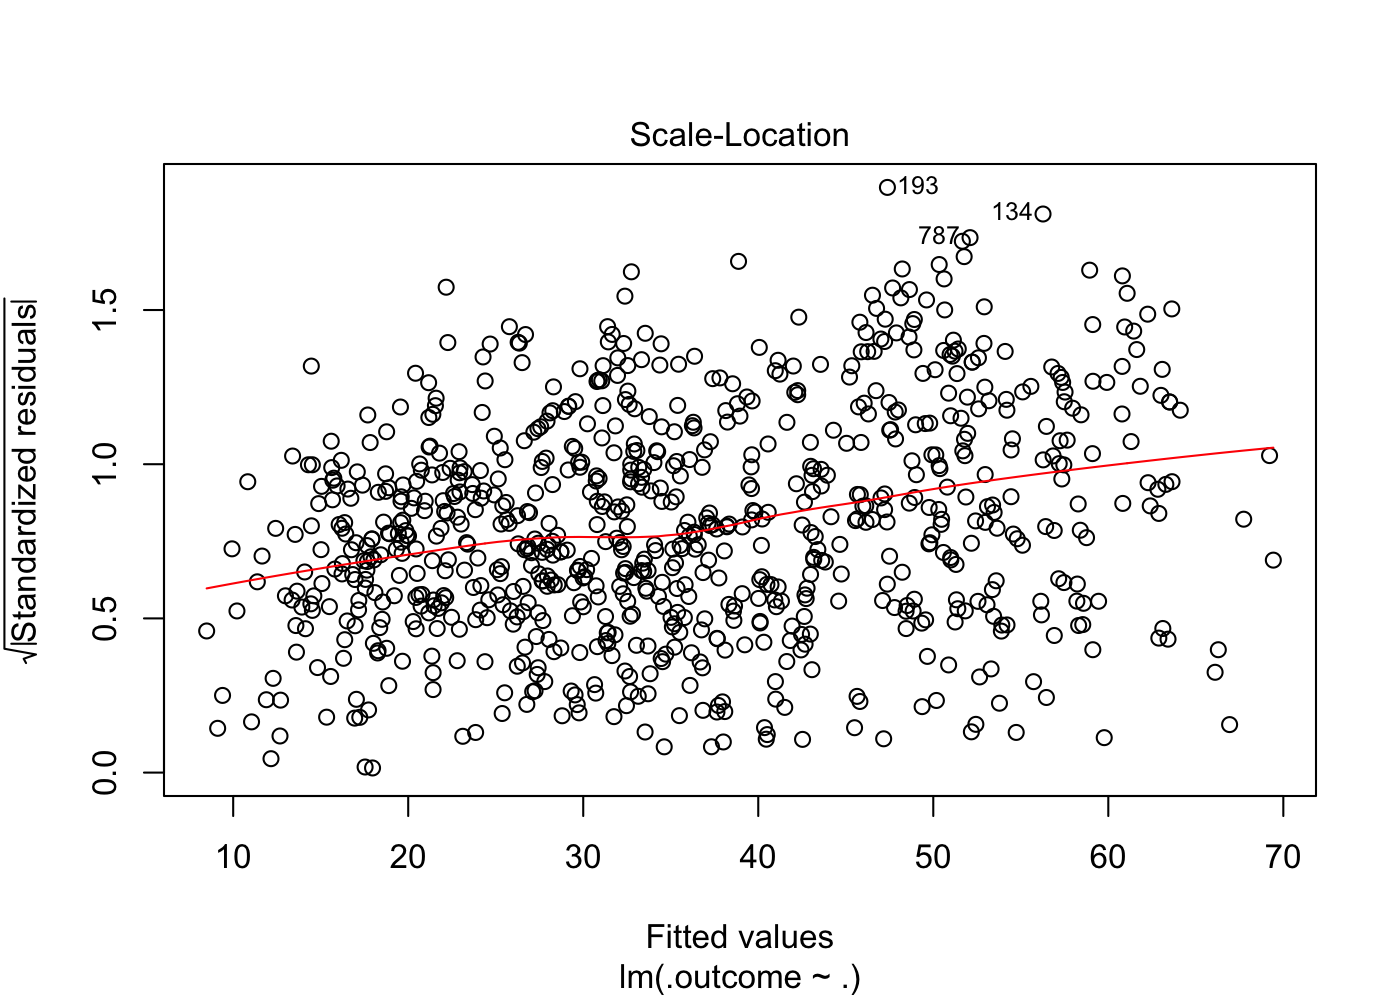 Scale-Location
193
134
787
√|Standardized residuals|
0.0 0.5 1.0 1.5
10 20 30 40 50 60 70
Fitted values
lm(.outcome ~ .)